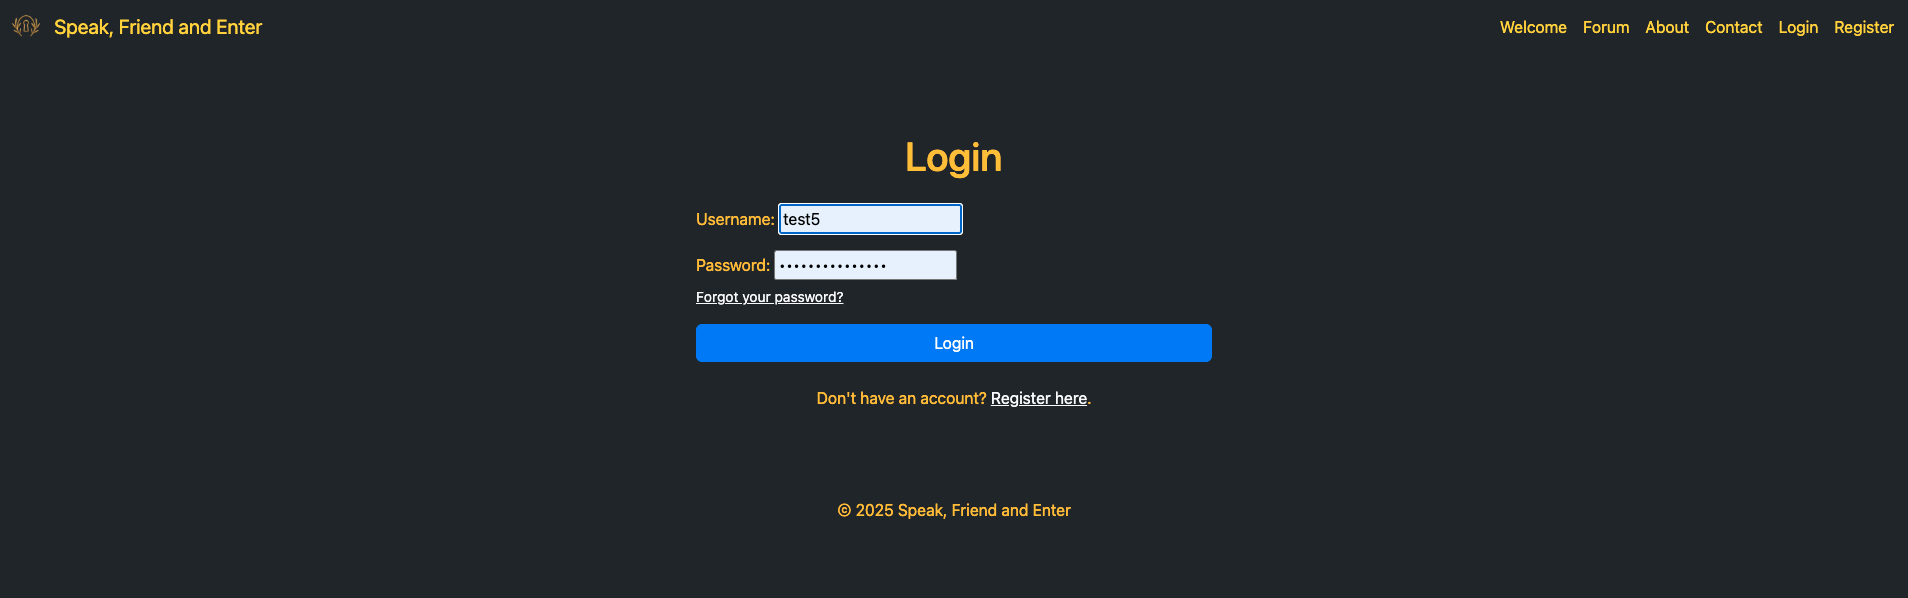 Speak, Friend and Enter
Welcome Forum About Contact Login Register
Login
Username: test5
Password: •••••••••••••••
Forgot your password?
Login
Don't have an account? Register here.
© 2025 Speak, Friend and Enter